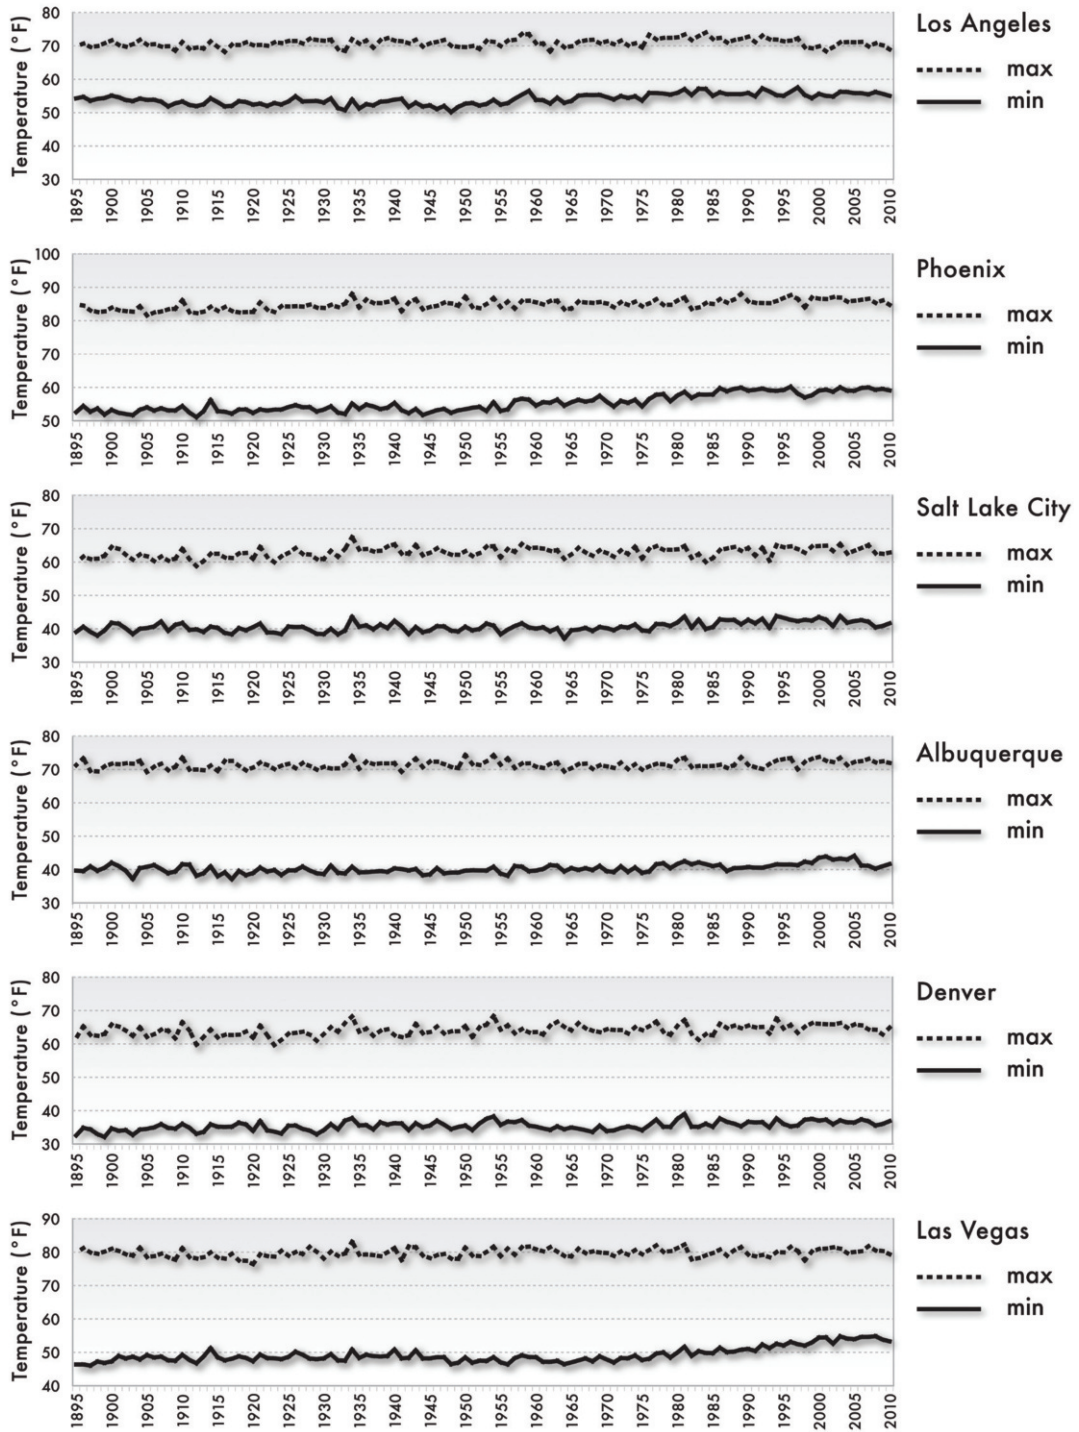 Temperature (°F)
80
70
60
50
40
30
1895 1900 1905 1910 1915 1920 1925 1930 1935 1940 1945 1950 1955 1960 1965 1970 1975 1980 1985 1990 1995 2000 2005 2010
Los Angeles
max
min
Temperature (°F)
100
90
80
70
60
50
1895 1900 1905 1910 1915 1920 1925 1930 1935 1940 1945 1950 1955 1960 1965 1970 1975 1980 1985 1990 1995 2000 2005 2010
Phoenix
max
min
Temperature (°F)
80
70
60
50
40
30
1895 1900 1905 1910 1915 1920 1925 1930 1935 1940 1945 1950 1955 1960 1965 1970 1975 1980 1985 1990 1995 2000 2005 2010
Salt Lake City
max
min
Temperature (°F)
80
70
60
50
40
30
1895 1900 1905 1910 1915 1920 1925 1930 1935 1940 1945 1950 1955 1960 1965 1970 1975 1980 1985 1990 1995 2000 2005 2010
Albuquerque
max
min
Temperature (°F)
80
70
60
50
40
30
1895 1900 1905 1910 1915 1920 1925 1930 1935 1940 1945 1950 1955 1960 1965 1970 1975 1980 1985 1990 1995 2000 2005 2010
Denver
max
min
Temperature (°F)
90
80
70
60
50
40
1895 1900 1905 1910 1915 1920 1925 1930 1935 1940 1945 1950 1955 1960 1965 1970 1975 1980 1985 1990 1995 2000 2005 2010
Las Vegas
max
min